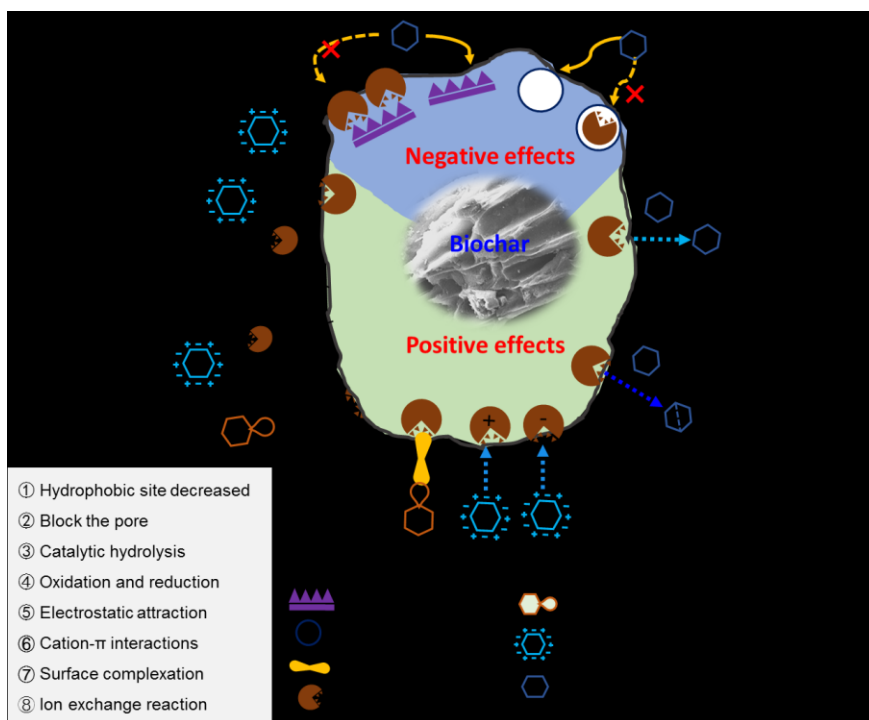 Negative effects
Biochar
Positive effects
+
-
① Hydrophobic site decreased
② Block the pore
③ Catalytic hydrolysis
④ Oxidation and reduction
⑤ Electrostatic attraction
⑥ Cation-π interactions
⑦ Surface complexation
⑧ Ion exchange reaction